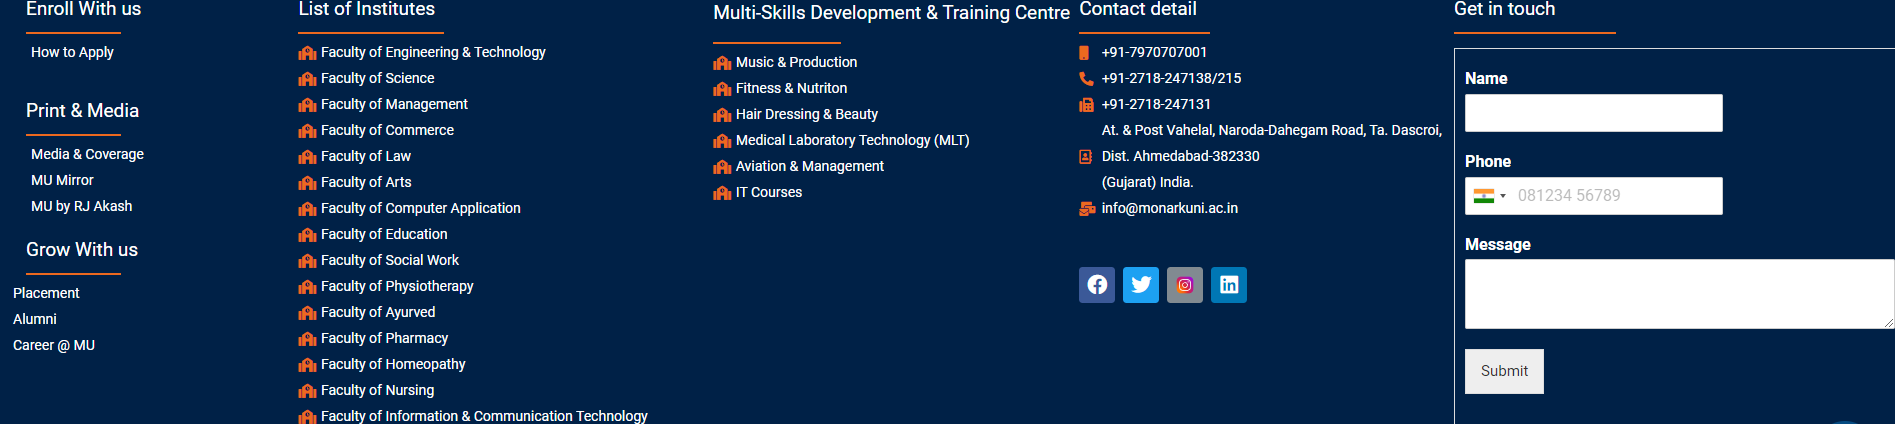 Enroll With us
How to Apply
Print & Media
Media & Coverage
MU Mirror
MU by RJ Akash
Grow With us
Placement
Alumni
Career @ MU
List of Institutes
Faculty of Engineering & Technology
Faculty of Science
Faculty of Management
Faculty of Commerce
Faculty of Law
Faculty of Arts
Faculty of Computer Application
Faculty of Education
Faculty of Social Work
Faculty of Physiotherapy
Faculty of Ayurved
Faculty of Pharmacy
Faculty of Homeopathy
Faculty of Nursing
Faculty of Information & Communication Technology
Multi-Skills Development & Training Centre
Music & Production
Fitness & Nutriton
Hair Dressing & Beauty
Medical Laboratory Technology (MLT)
Aviation & Management
IT Courses
Contact detail
+91-7970707001
+91-2718-247138/215
+91-2718-247131
At. & Post Vahelal, Naroda-Dahegam Road, Ta. Dascroi,
Dist. Ahmedabad-382330
(Gujarat) India.
info@monarkuni.ac.in
Get in touch
Name
Phone
081234 56789
Message
Submit